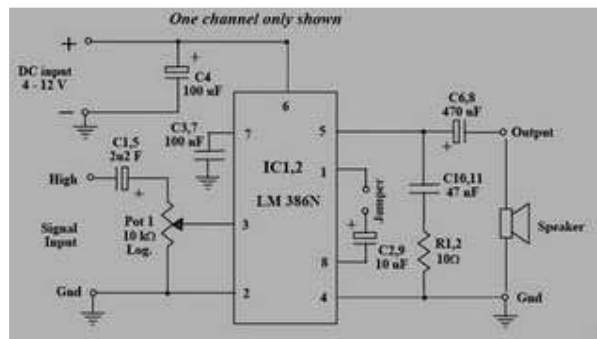 One channel only shown
+
DC input
4 - 12 V
-
+
C4
100 uF
C3,7
100 nF
C1,5
2u2 F
+
High
Signal
Input
Pot 1
10 kΩ
Log.
Gnd
6
7
5
1
3
8
2
4
IC1,2
LM 386N
C6,8
470 uF
+
Output
C10,11
47 nF
Jumper
+
C2,9
10 uF
R1,2
10Ω
Speaker
Gnd